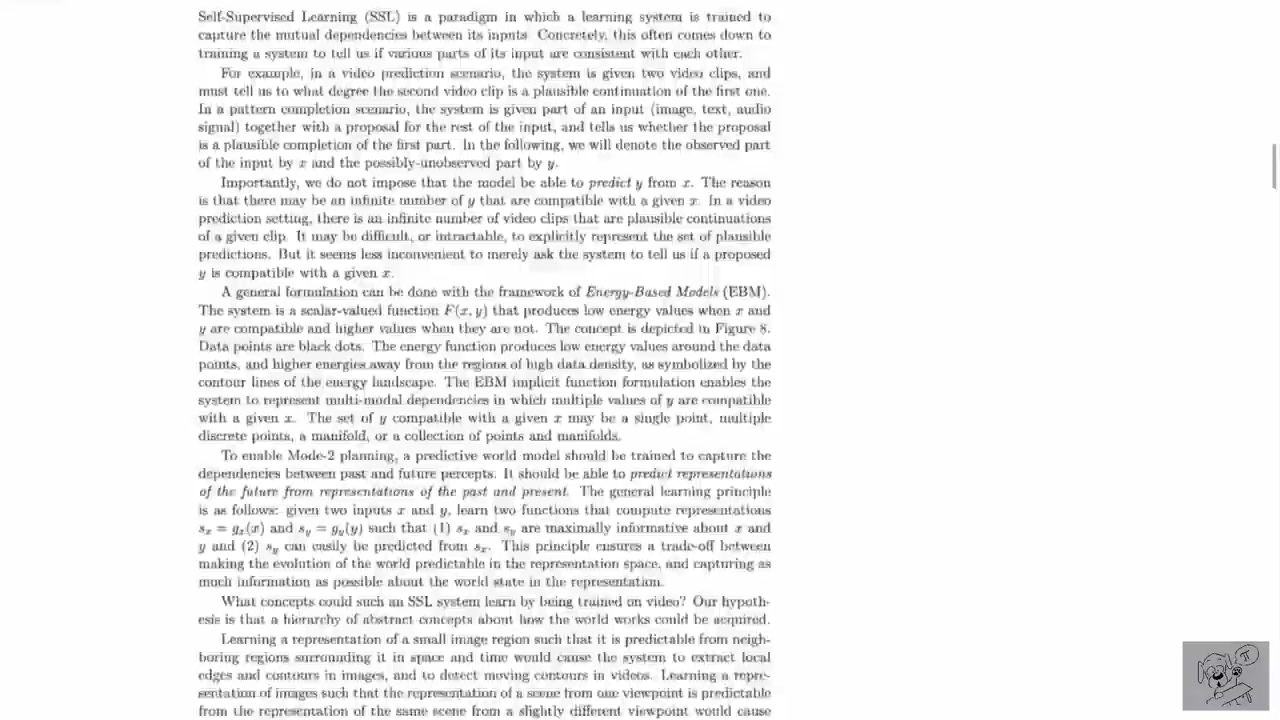 Self-Supervised Learning (SSL) is a paradigm in which a learning system is trained to
capture the mutual dependencies between its inputs. Concretely, this often comes down to
training a system to tell us if various parts of its input are consistent with each other.
For example, in a video prediction scenario, the system is given two video clips, and
must tell us to what degree the second video clip is a plausible continuation of the first one.
In a pattern completion scenario, the system is given part of an input (image, text, audio
signal) together with a proposal for the rest of the input, and tells us whether the proposal
is a plausible completion of the first part. In the following, we will denote the observed part
of the input by x and the possibly-unobserved part by y.
Importantly, we do not impose that the model be able to predict y from x. The reason
is that there may be an infinite number of y that are compatible with a given x. In a video
prediction setting, there is an infinite number of video clips that are plausible continuations
of a given clip. It may be difficult, or intractable, to explicitly represent the set of plausible
predictions. But it seems less inconvenient to merely ask the system to tell us if a proposed
y is compatible with a given x.
A general formulation can be done with the framework of Energy-Based Models (EBM).
The system is a scalar-valued function F(x, y) that produces low energy values when x and
y are compatible and higher values when they are not. The concept is depicted in Figure 8.
Data points are black dots. The energy function produces low energy values around the data
points, and higher energies away from the regions of high data density, as symbolized by the
contour lines of the energy landscape. The EBM implicit function formulation enables the
system to represent multi-modal dependencies in which multiple values of y are compatible
with a given x. The set of y compatible with a given x may be a single point, multiple
discrete points, a manifold, or a collection of points and manifolds.
To enable Mode-2 planning, a predictive world model should be trained to capture the
dependencies between past and future percepts. It should be able to predict representations
of the future from representations of the past and present. The general learning principle
is as follows: given two inputs x and y, learn two functions that compute representations
sₓ = gₓ(x) and s_y = g_y(y) such that (1) sₓ and s_y are maximally informative about x and
y and (2) s_y can easily be predicted from sₓ. This principle ensures a trade-off between
making the evolution of the world predictable in the representation space, and capturing as
much information as possible about the world state in the representation.
What concepts could such an SSL system learn by being trained on video? Our hypoth-
esis is that a hierarchy of abstract concepts about how the world works could be acquired.
Learning a representation of a small image region such that it is predictable from neigh-
boring regions surrounding it in space and time would cause the system to extract local
edges and contours in images, and to detect moving contours in videos. Learning a repre-
sentation of images such that the representation of a scene from one viewpoint is predictable
from the representation of the same scene from a slightly different viewpoint would cause
π